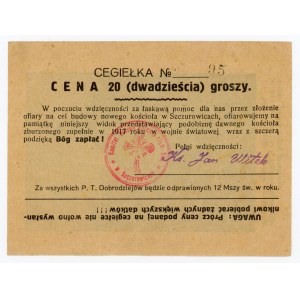 CEGIEŁKA № 95
CENA 20 (dwadzieścia) groszy.
W poczuciu wdzięczności za łaskawą pomoc dla nas przez złożenie
ofiary na cel budowy nowego kościoła w Szczurowicach, ofiarowujemy na
pamiątkę niniejszy widok przedstawiający podobiznę dawnego kościoła
zburzonego zupełnie w 1917 roku w wojnie światowej, wraz z szczerą
podzięką Bóg zapłać!
Pełni wdzięczności:
Ks. Jan
Za wszystkich P. T. Dobrodziejów będzie odprawionych 12 Mszy św. w roku.
UWAGA: Prócz ceny podanej na cegiełce nie wolno wysłan-
nikowi pobierać żadnych większych datków!!!